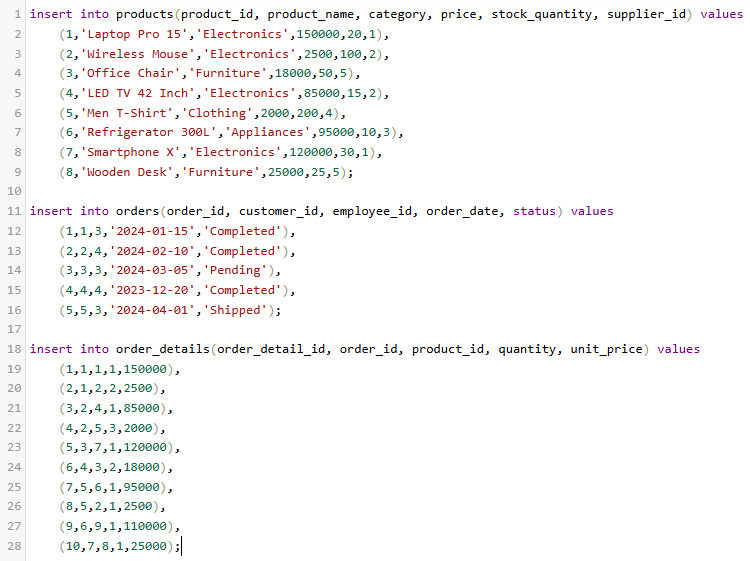 1 insert into products(product_id, product_name, category, price, stock_quantity, supplier_id) values
2 (1,'Laptop Pro 15','Electronics',150000,20,1),
3 (2,'Wireless Mouse','Electronics',2500,100,2),
4 (3,'Office Chair','Furniture',18000,50,5),
5 (4,'LED TV 42 Inch','Electronics',85000,15,2),
6 (5,'Men T-Shirt','Clothing',2000,200,4),
7 (6,'Refrigerator 300L','Appliances',95000,10,3),
8 (7,'Smartphone X','Electronics',120000,30,1),
9 (8,'Wooden Desk','Furniture',25000,25,5);
10
11 insert into orders(order_id, customer_id, employee_id, order_date, status) values
12 (1,1,3,'2024-01-15','Completed'),
13 (2,2,4,'2024-02-10','Completed'),
14 (3,3,3,'2024-03-05','Pending'),
15 (4,4,4,'2023-12-20','Completed'),
16 (5,5,3,'2024-04-01','Shipped');
17
18 insert into order_details(order_detail_id, order_id, product_id, quantity, unit_price) values
19 (1,1,1,1,150000),
20 (2,1,2,2,2500),
21 (3,2,4,1,85000),
22 (4,2,5,3,2000),
23 (5,3,7,1,120000),
24 (6,4,3,2,18000),
25 (7,5,6,1,95000),
26 (8,5,2,1,2500),
27 (9,6,9,1,110000),
28 (10,7,8,1,25000);